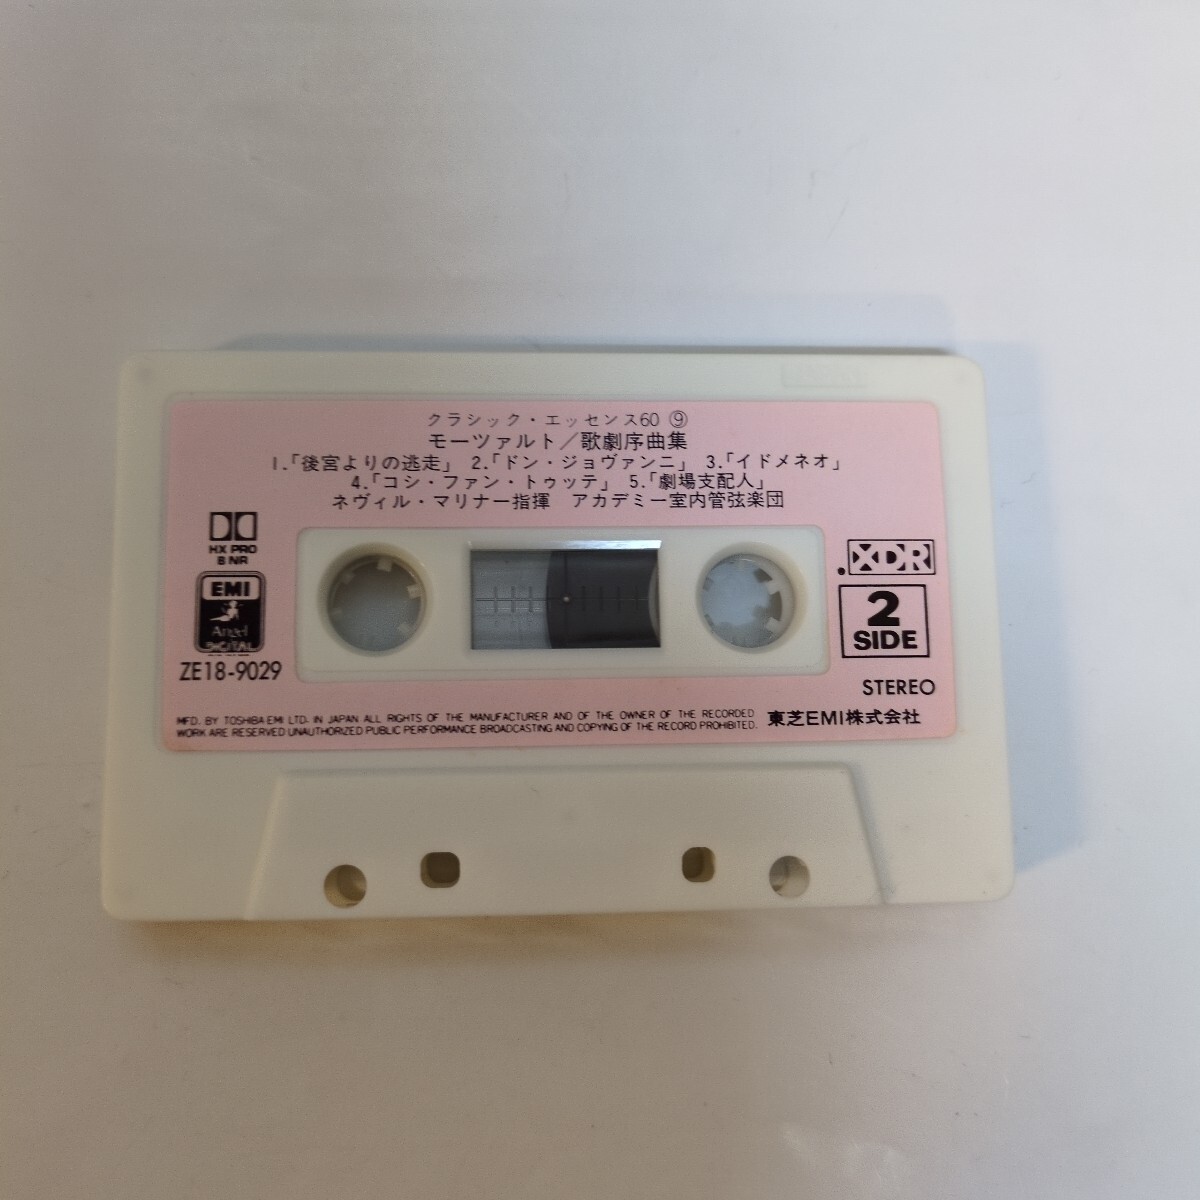 クラシック・エッセンス60 ⑨
モーツァルト／歌劇序曲集
1.「後宮よりの逃走」 2.「ドン・ジョヴァンニ」 3.「イドメネオ」
4.「コシ・ファン・トゥッテ」 5.「劇場支配人」
ネヴィル・マリナー指揮 アカデミー室内管弦楽団
HX PRO
B NR
EMI
Angel
DIGITAL
ZE18-9029
.XDR
2
SIDE
STEREO
MFD. BY TOSHIBA EMI LTD. IN JAPAN ALL RIGHTS OF THE MANUFACTURER AND OF THE OWNER OF THE RECORDED
WORK ARE RESERVED UNAUTHORIZED PUBLIC PERFORMANCE BROADCASTING AND COPYING OF THE RECORD PROHIBITED.
東芝EMI株式会社